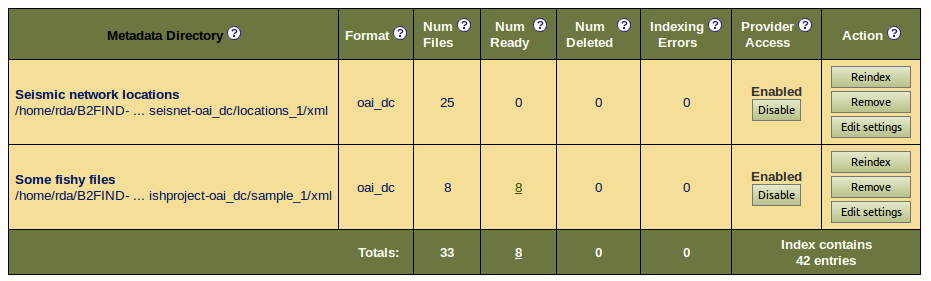 Metadata Directory ? Format ? Num ? Files Num ? Ready Num ? Deleted Indexing ? Errors Provider ? Access Action ?
Seismic network locations
/home/rda/B2FIND- ... seisnet-oai_dc/locations_1/xml
oai_dc 25 0 0 0
Enabled
Disable
Reindex
Remove
Edit settings
Some fishy files
/home/rda/B2FIND- ... ishproject-oai_dc/sample_1/xml
oai_dc 8 8 0 0
Enabled
Disable
Reindex
Remove
Edit settings
Totals: 33 8 0 0
Index contains
42 entries